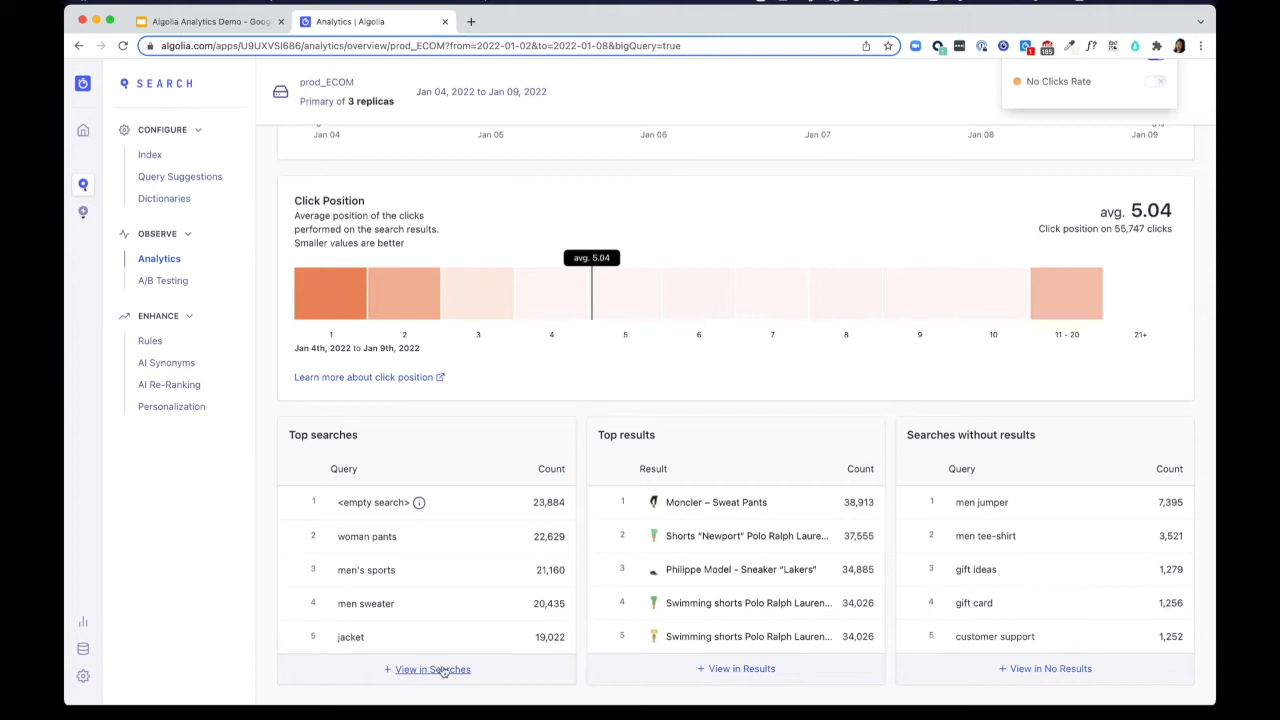 Algolia Analytics Demo - Goog
Analytics | Algolia
algolia.com/apps/U9UXVSI686/analytics/overview/prod_ECOM?from=2022-01-02&to=2022-01-08&bigQuery=true
SEARCH
CONFIGURE
Index
Query Suggestions
Dictionaries
OBSERVE
Analytics
A/B Testing
ENHANCE
Rules
AI Synonyms
AI Re-Ranking
Personalization
prod_ECOM
Primary of 3 replicas
Jan 04, 2022 to Jan 09, 2022
No Clicks Rate
Jan 04 Jan 05 Jan 06 Jan 07 Jan 08 Jan 09
Click Position
Average position of the clicks
performed on the search results.
Smaller values are better
avg. 5.04
Click position on 55,747 clicks
avg. 5.04
1 2 3 4 5 6 7 8 9 10 11 - 20 21+
Jan 4th, 2022 to Jan 9th, 2022
Learn more about click position
Top searches
Query Count
1 <empty search> 23,884
2 woman pants 22,629
3 men's sports 21,160
4 men sweater 20,435
5 jacket 19,022
+ View in Searches
Top results
Result Count
1 Moncler – Sweat Pants 38,913
2 Shorts "Newport" Polo Ralph Laure... 37,555
3 Philippe Model - Sneaker "Lakers" 34,885
4 Swimming shorts Polo Ralph Lauren... 34,026
5 Swimming shorts Polo Ralph Lauren... 34,026
+ View in Results
Searches without results
Query Count
1 men jumper 7,395
2 men tee-shirt 3,521
3 gift ideas 1,279
4 gift card 1,256
5 customer support 1,252
+ View in No Results